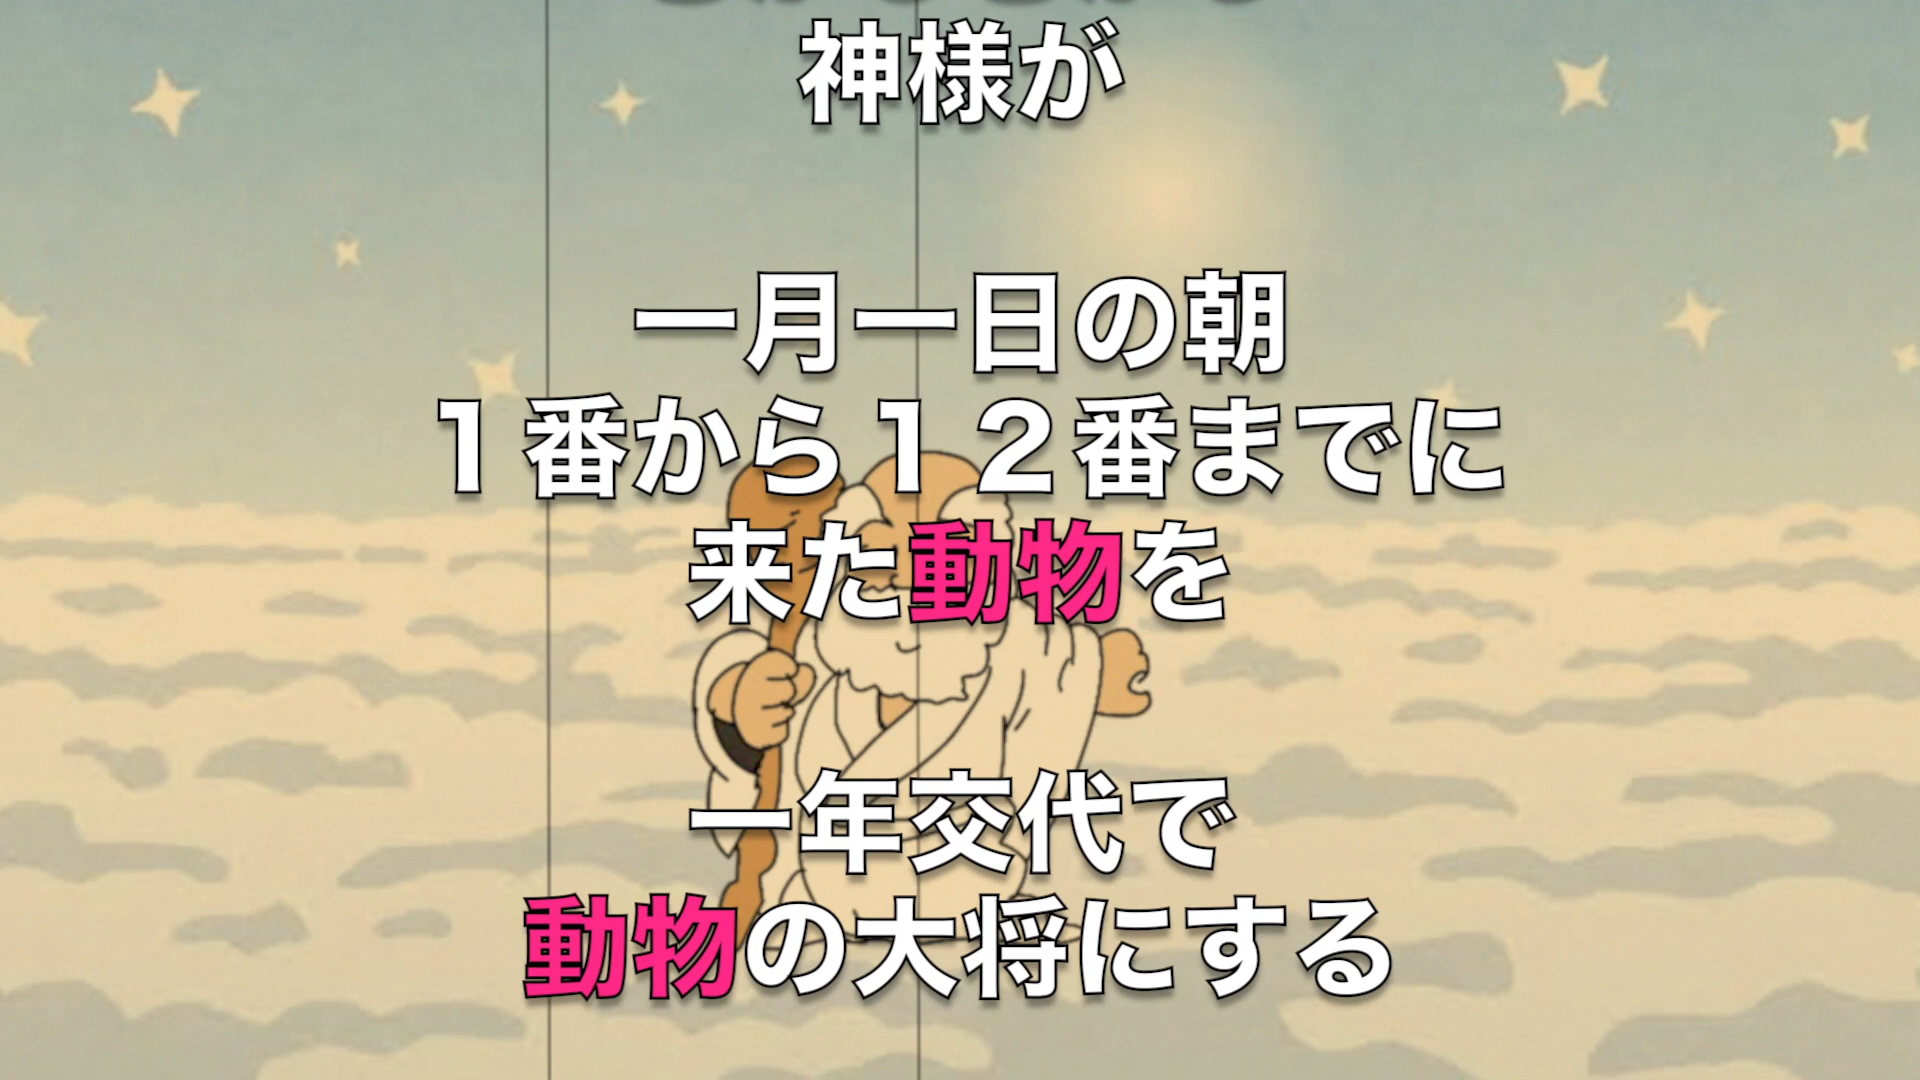 神様が
一月一日の朝
１番から１２番までに
来た動物を
一年交代で
動物の大将にする